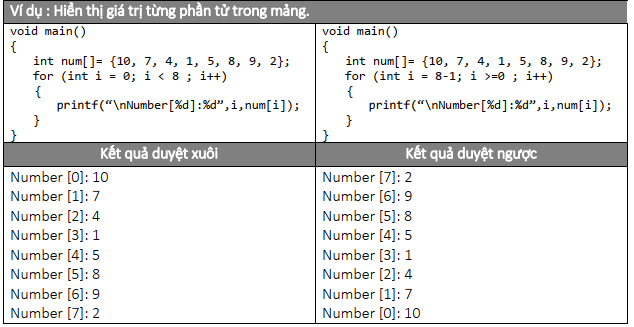 Ví dụ : Hiển thị giá trị từng phần tử trong mảng.
void main()
{
int num[]= {10, 7, 4, 1, 5, 8, 9, 2};
for (int i = 0; i < 8 ; i++)
{
printf(“\nNumber[%d]:%d”,i,num[i]);
}
}
void main()
{
int num[]= {10, 7, 4, 1, 5, 8, 9, 2};
for (int i = 8-1; i >=0 ; i++)
{
printf(“\nNumber[%d]:%d”,i,num[i]);
}
}
Kết quả duyệt xuôi
Number [0]: 10
Number [1]: 7
Number [2]: 4
Number [3]: 1
Number [4]: 5
Number [5]: 8
Number [6]: 9
Number [7]: 2
Kết quả duyệt ngược
Number [7]: 2
Number [6]: 9
Number [5]: 8
Number [4]: 5
Number [3]: 1
Number [2]: 4
Number [1]: 7
Number [0]: 10